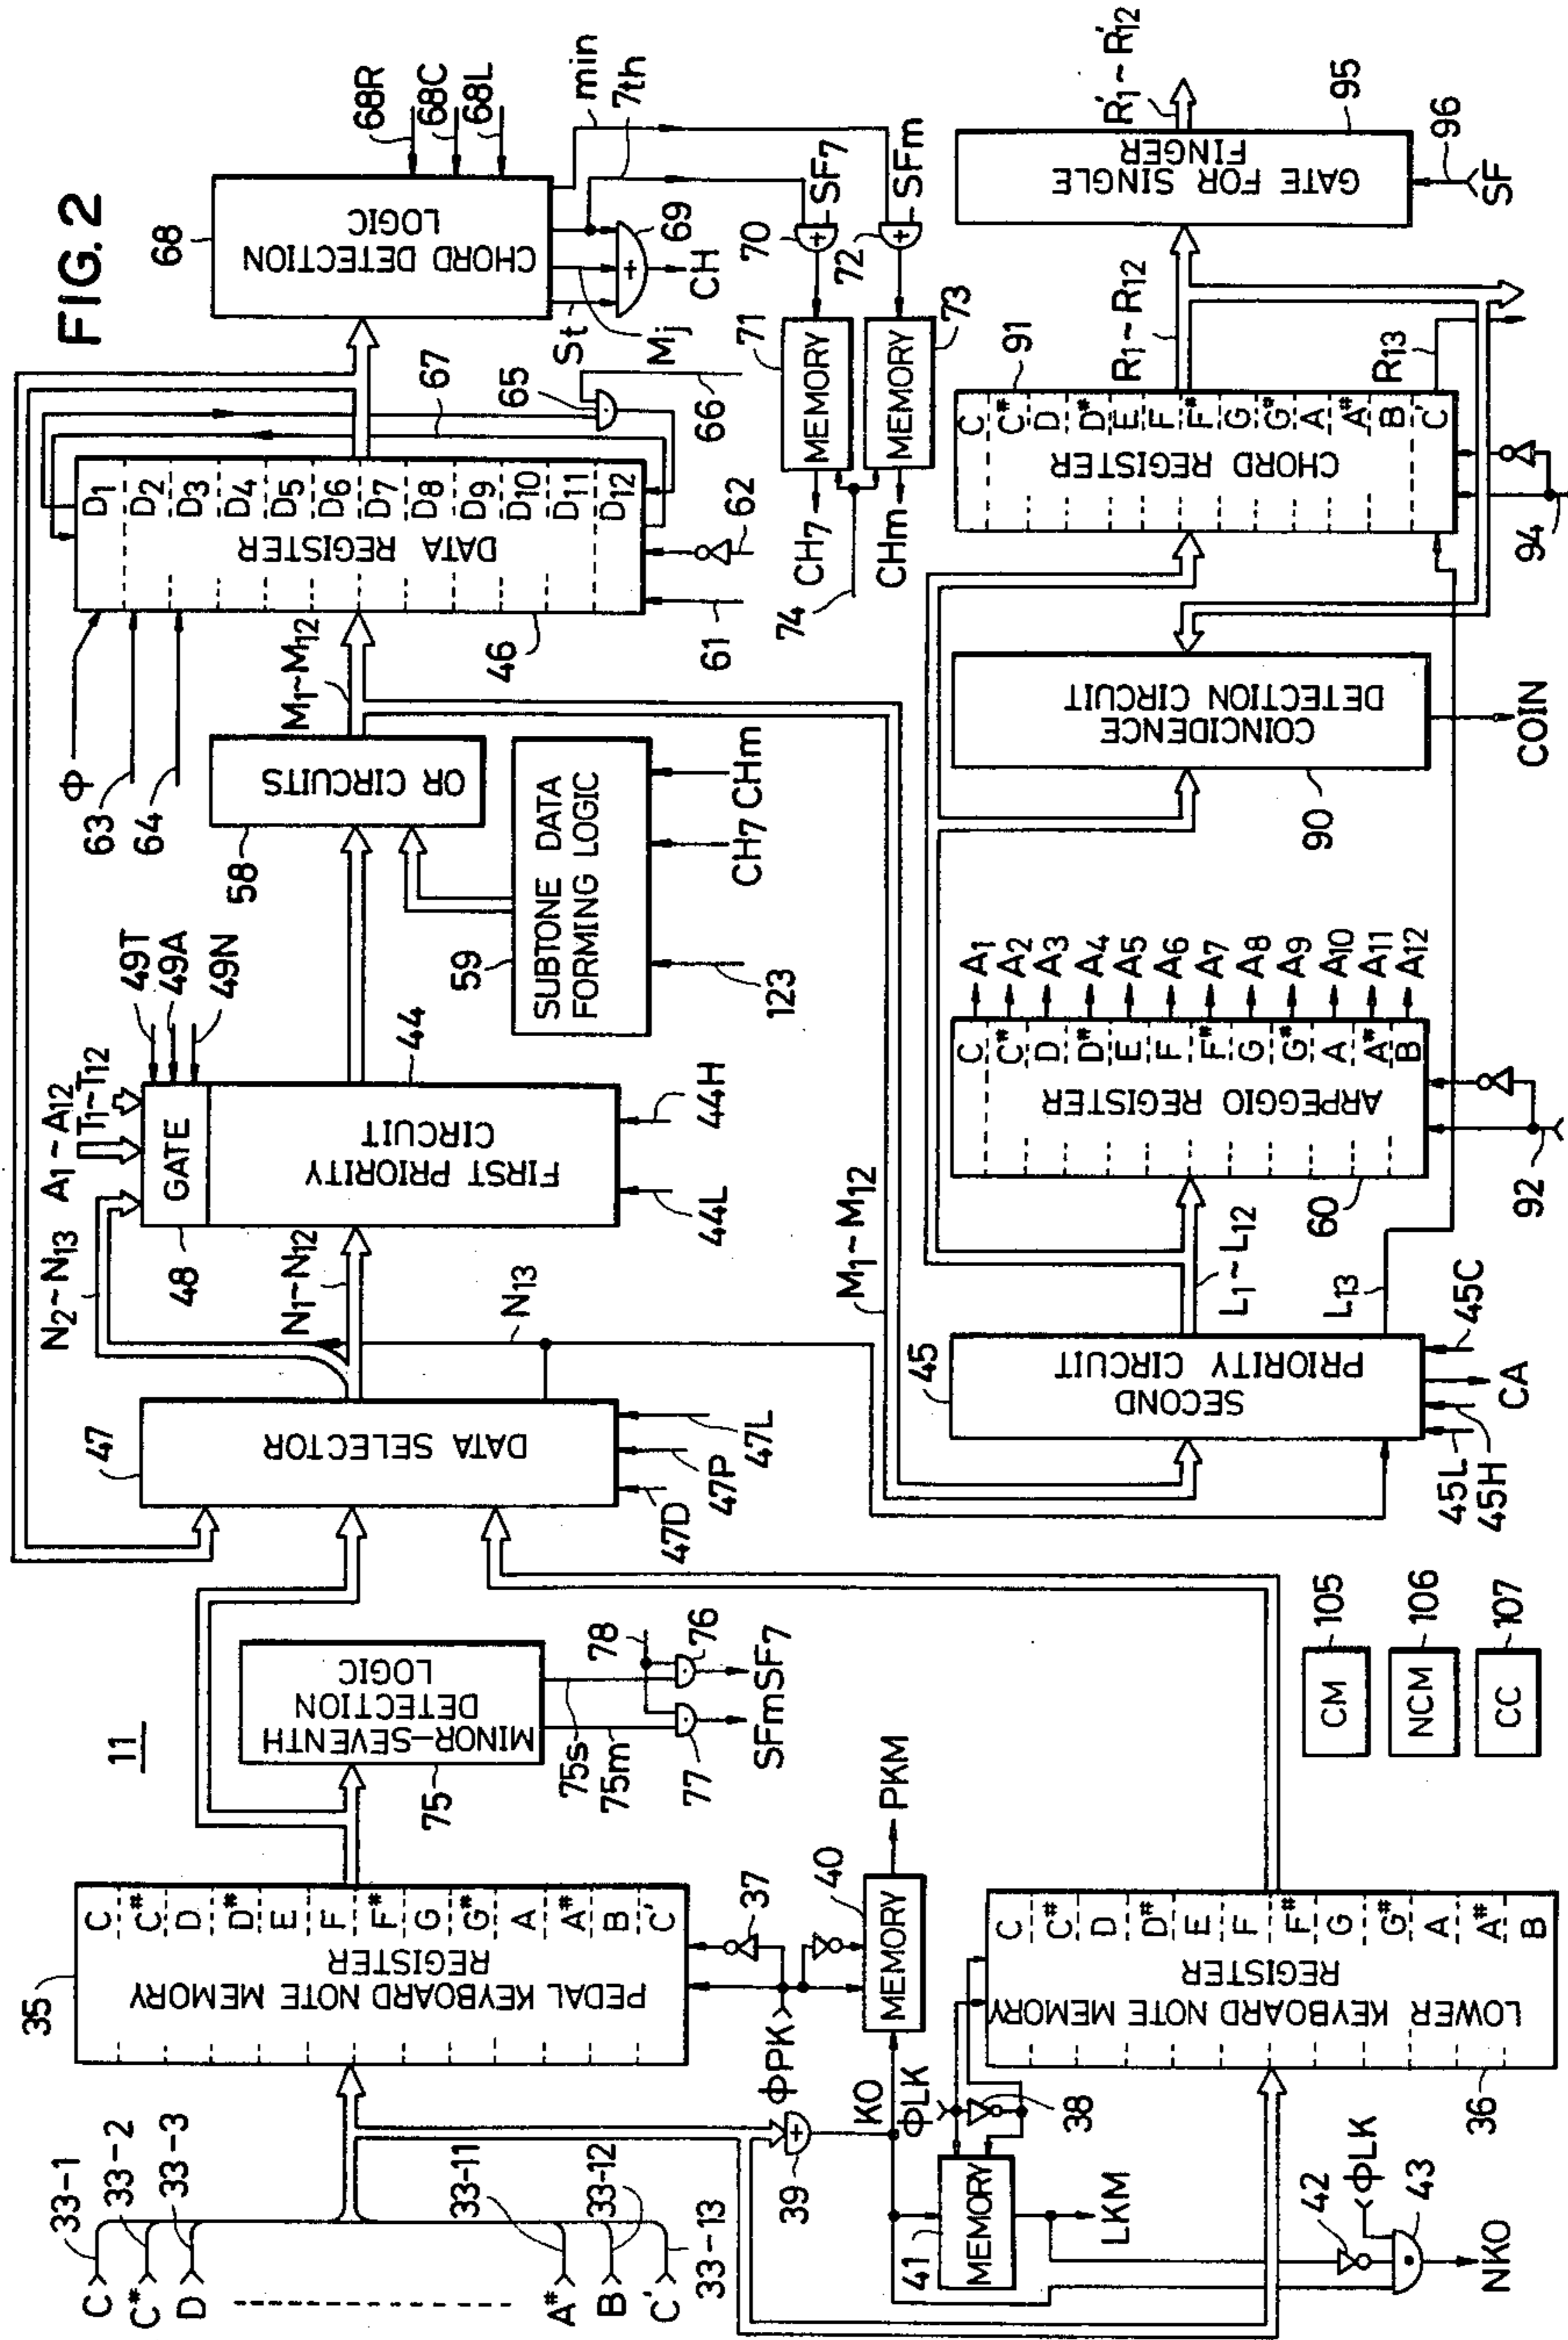 FIG. 2
11
C
C#
D
A#
B
C'
33-1
33-2
33-3
33-11
33-12
33-13
35
PEDAL KEYBOARD NOTE MEMORY
REGISTER
C
C#
D
D#
E
F
F#
G
G#
A
A#
B
C'
ΦPK
37
39
KO
40
MEMORY
PKM
ΦLK
38
41
MEMORY
LKM
42
ΦLK
43
NKO
36
LOWER KEYBOARD NOTE MEMORY
REGISTER
C
C#
D
D#
E
F
F#
G
G#
A
A#
B
75
MINOR-SEVENTH
DETECTION
LOGIC
75s
75m
78
76
77
SFm
SF7
47
DATA SELECTOR
47D
47P
47L
N2~N13
A1~A12
T1~T12
N1~N12
N13
49T
49A
49N
48
GATE
44
FIRST PRIORITY
CIRCUIT
44L
44H
58
OR CIRCUITS
59
SUBTONE DATA
FORMING LOGIC
123
CH7
CHm
M1~M12
Φ
63
64
46
DATA REGISTER
D1
D2
D3
D4
D5
D6
D7
D8
D9
D10
D11
D12
61
62
67
65
66
68
CHORD DETECTION
LOGIC
68R
68C
68L
St
Mj
69
CH
min
7th
70
SF7
72
SFm
71
MEMORY
73
MEMORY
CH7
CHm
74
105
CM
106
NCM
107
CC
45
SECOND
PRIORITY CIRCUIT
45L
45H
CA
45C
M1~M12
L1~L12
L13
60
ARPEGGIO REGISTER
C
C#
D
D#
E
F
F#
G
G#
A
A#
B
A1
A2
A3
A4
A5
A6
A7
A8
A9
A10
A11
A12
92
90
COINCIDENCE
DETECTION CIRCUIT
COIN
91
CHORD REGISTER
C
C#
D
D#
E
F
F#
G
G#
A
A#
B
C'
94
R1~R12
R13
95
GATE FOR SINGLE
FINGER
R'1~R'12
96
SF